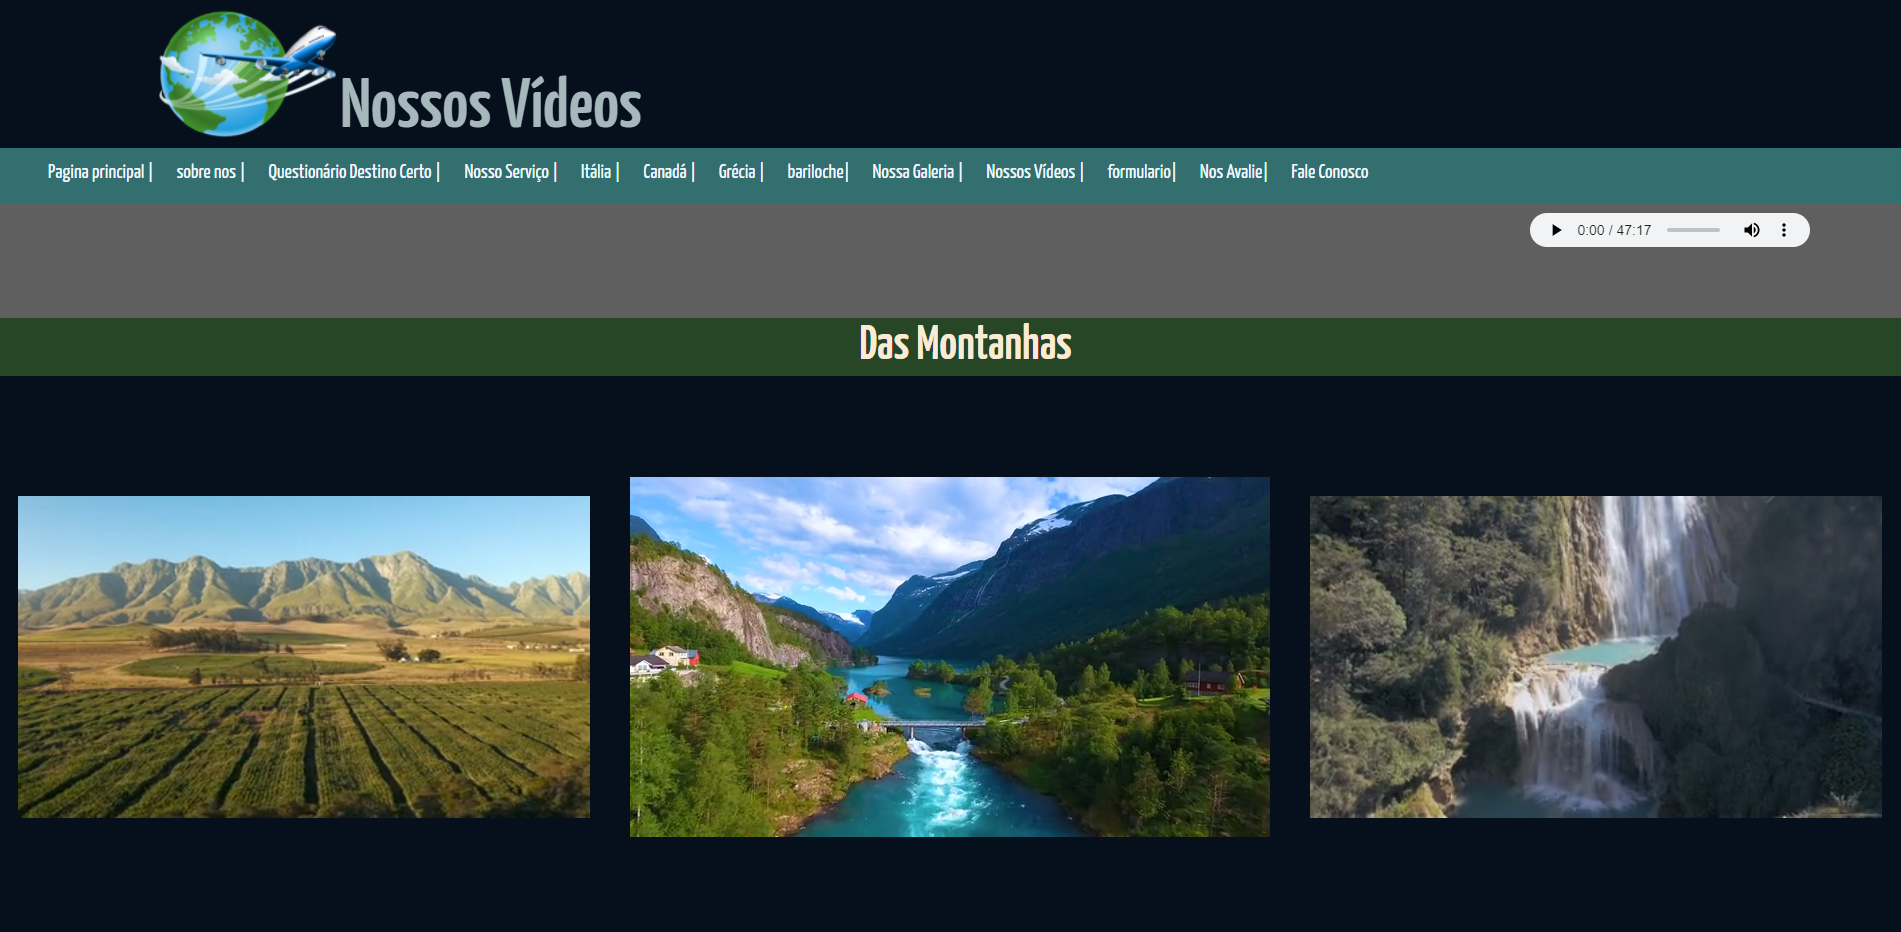 Nossos Vídeos
Pagina principal | sobre nos | Questionário Destino Certo | Nosso Serviço | Itália | Canadá | Grécia | bariloche| Nossa Galeria | Nossos Vídeos | formulario| Nos Avalie| Fale Conosco
0:00 / 47:17
Das Montanhas